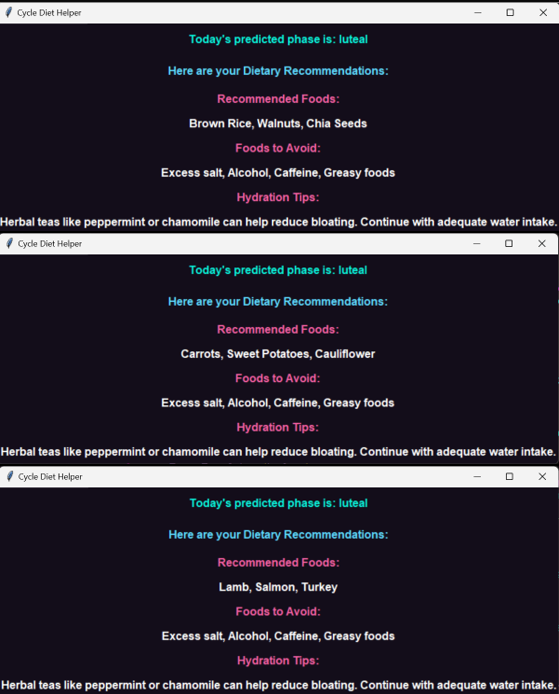 Cycle Diet Helper
Today's predicted phase is: luteal
Here are your Dietary Recommendations:
Recommended Foods:
Brown Rice, Walnuts, Chia Seeds
Foods to Avoid:
Excess salt, Alcohol, Caffeine, Greasy foods
Hydration Tips:
Herbal teas like peppermint or chamomile can help reduce bloating. Continue with adequate water intake.
Cycle Diet Helper
Today's predicted phase is: luteal
Here are your Dietary Recommendations:
Recommended Foods:
Carrots, Sweet Potatoes, Cauliflower
Foods to Avoid:
Excess salt, Alcohol, Caffeine, Greasy foods
Hydration Tips:
Herbal teas like peppermint or chamomile can help reduce bloating. Continue with adequate water intake.
Cycle Diet Helper
Today's predicted phase is: luteal
Here are your Dietary Recommendations:
Recommended Foods:
Lamb, Salmon, Turkey
Foods to Avoid:
Excess salt, Alcohol, Caffeine, Greasy foods
Hydration Tips:
Herbal teas like peppermint or chamomile can help reduce bloating. Continue with adequate water intake.